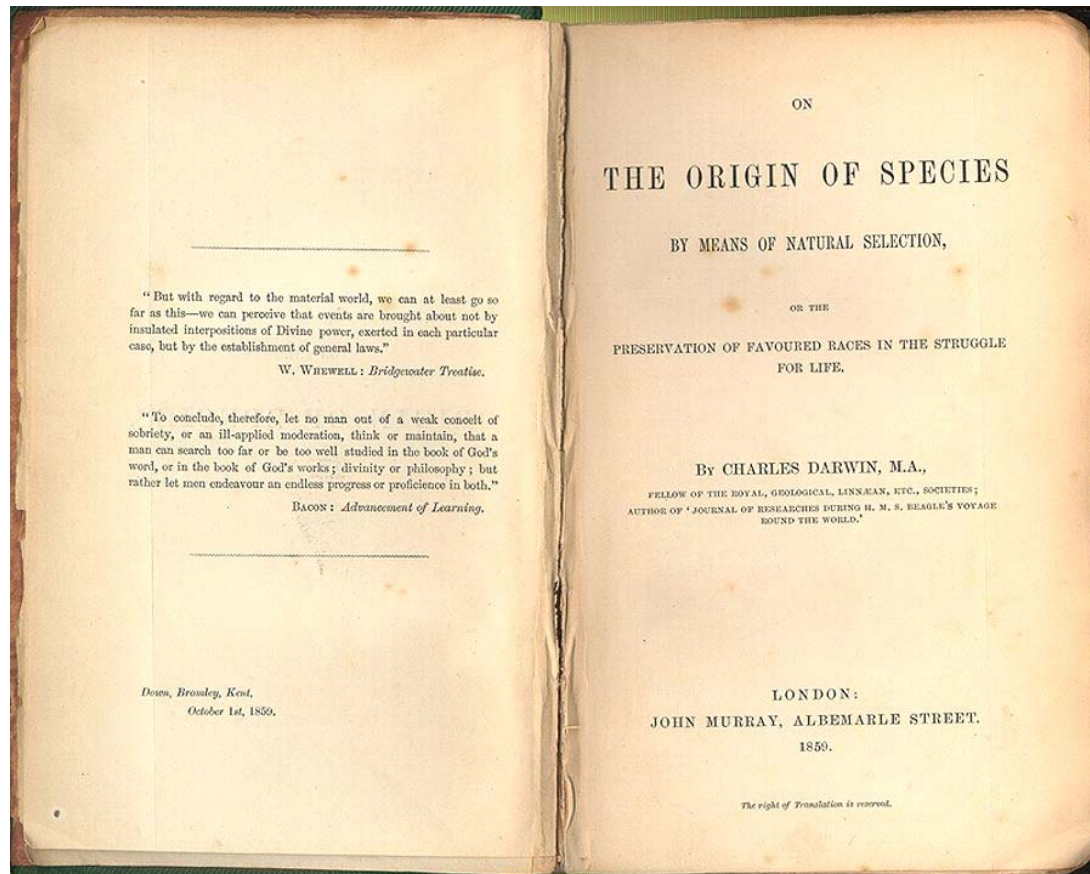 “But with regard to the material world, we can at least go so
far as this—we can perceive that events are brought about not by
insulated interpositions of Divine power, exerted in each particular
case, but by the establishment of general laws.”
W. WHEWELL: Bridgewater Treatise.
“To conclude, therefore, let no man out of a weak conceit of
sobriety, or an ill-applied moderation, think or maintain, that a
man can search too far or be too well studied in the book of God's
word, or in the book of God's works; divinity or philosophy; but
rather let men endeavour an endless progress or proficience in both.”
BACON: Advancement of Learning.
Down, Bromley, Kent,
October 1st, 1859.
ON
THE ORIGIN OF SPECIES
BY MEANS OF NATURAL SELECTION,
OR THE
PRESERVATION OF FAVOURED RACES IN THE STRUGGLE
FOR LIFE.
BY CHARLES DARWIN, M.A.,
FELLOW OF THE ROYAL, GEOLOGICAL, LINNÆAN, ETC., SOCIETIES;
AUTHOR OF ‘JOURNAL OF RESEARCHES DURING H. M. S. BEAGLE'S VOYAGE
ROUND THE WORLD.’
LONDON:
JOHN MURRAY, ALBEMARLE STREET.
1859.
The right of Translation is reserved.